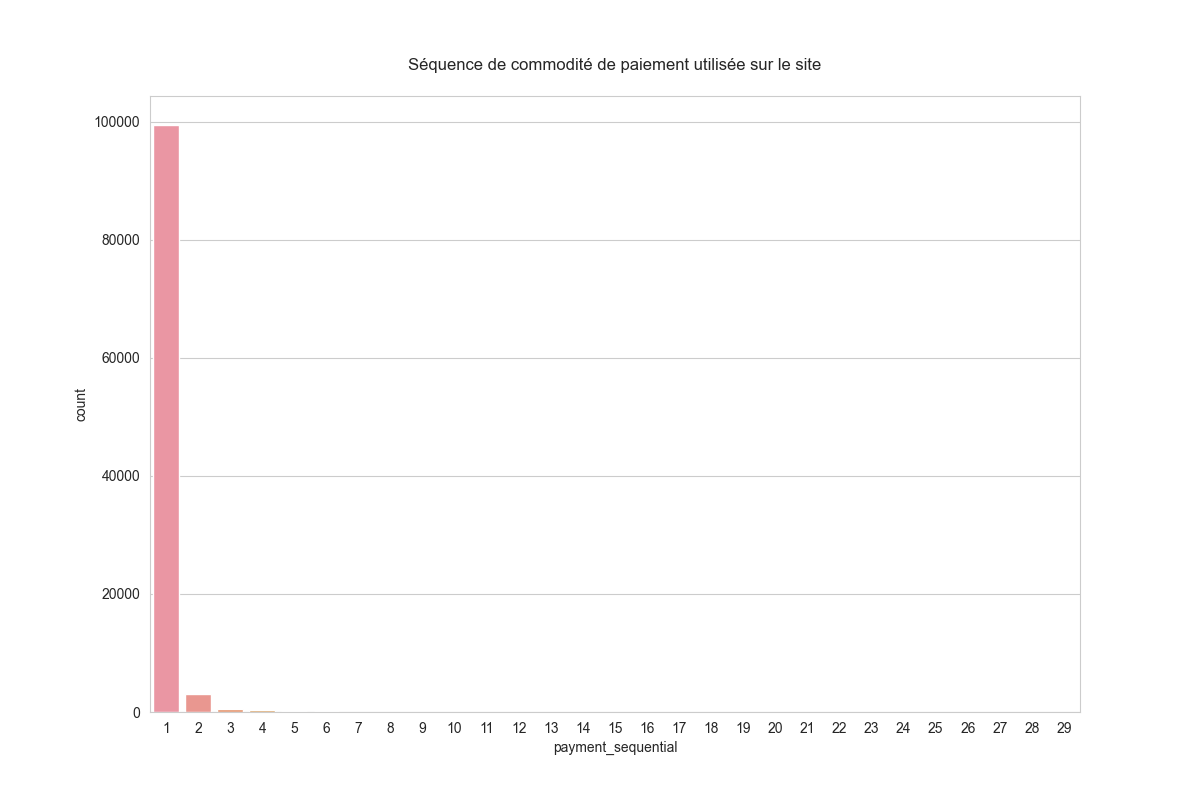 Séquence de commodité de paiement utilisée sur le site
100000
80000
60000
40000
20000
0
count
1 2 3 4 5 6 7 8 9 10 11 12 13 14 15 16 17 18 19 20 21 22 23 24 25 26 27 28 29
payment_sequential